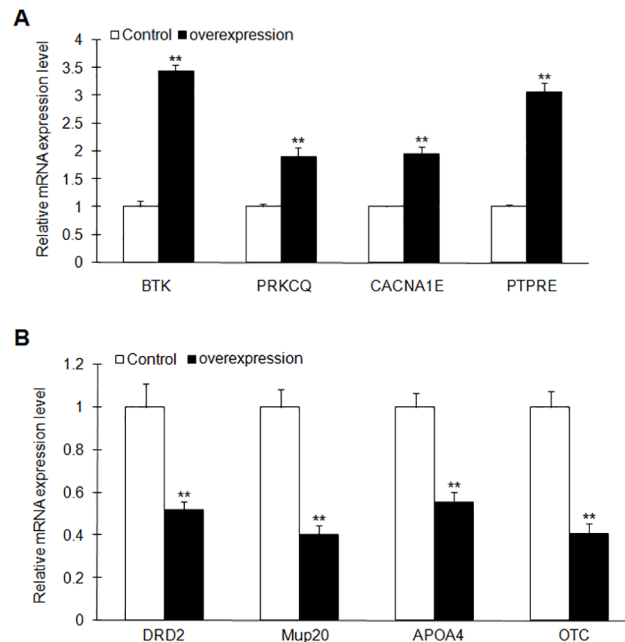 A
Control overexpression
Relative mRNA expression level
4
3.5
3
2.5
2
1.5
1
0.5
0
** ** ** **
BTK PRKCQ CACNA1E PTPRE
B
Control overexpression
Relative mRNA expression level
1.2
1
0.8
0.6
0.4
0.2
0
** ** ** **
DRD2 Mup20 APOA4 OTC